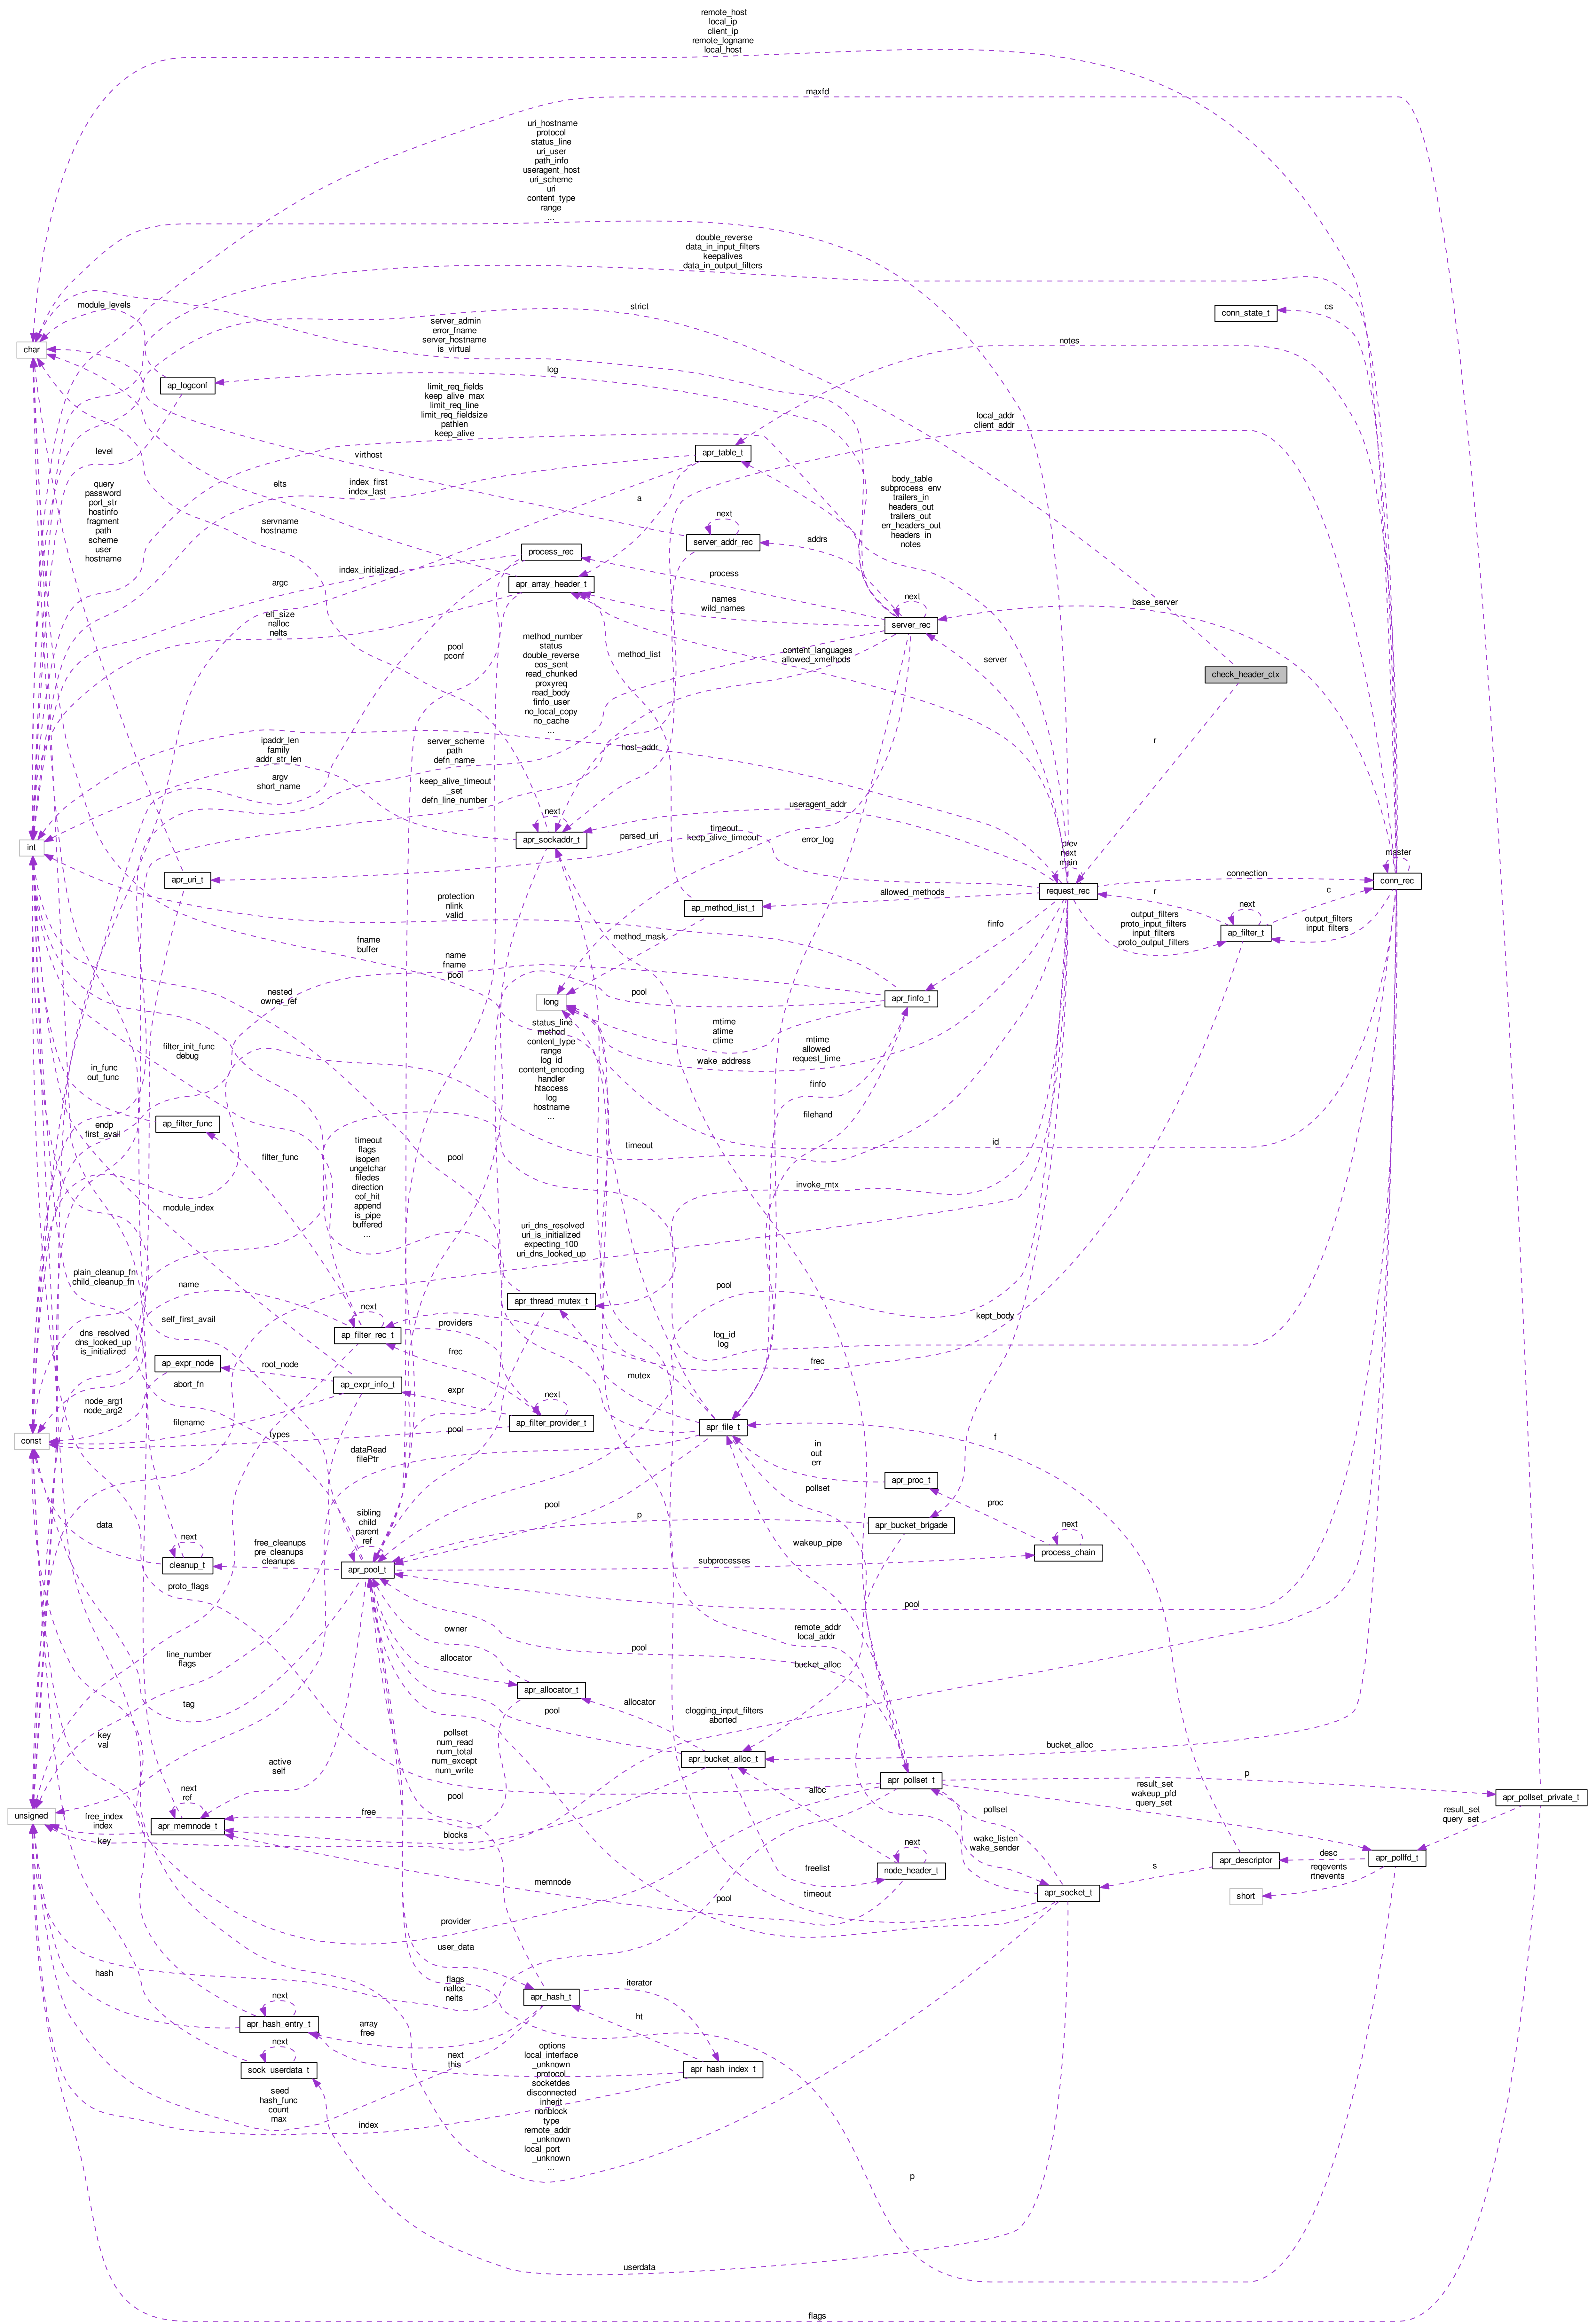 remote_host
local_ip
client_ip
remote_logname
local_host
maxfd
uri_hostname
protocol
status_line
uri_user
path_info
useragent_host
uri_scheme
uri
content_type
range
...
double_reverse
data_in_input_filters
keepalives
data_in_output_filters
module_levels
strict
conn_state_t
cs
server_admin
error_fname
server_hostname
is_virtual
notes
char
log
ap_logconf
limit_req_fields
keep_alive_max
limit_req_line
limit_req_fieldsize
pathlen
keep_alive
local_addr
client_addr
level
virthost
apr_table_t
query
password
port_str
hostinfo
fragment
path
scheme
user
hostname
elts
index_first
index_last
a
body_table
subprocess_env
trailers_in
headers_out
trailers_out
err_headers_out
headers_in
notes
servname
hostname
next
server_addr_rec
addrs
process_rec
argc
index_initialized
apr_array_header_t
process
names
wild_names
next
server_rec
base_server
elt_size
nalloc
nelts
pool
pconf
method_number
status
double_reverse
eos_sent
read_chunked
proxyreq
read_body
finfo_user
no_local_copy
no_cache
...
method_list
content_languages
allowed_xmethods
server
check_header_ctx
r
ipaddr_len
family
addr_str_len
server_scheme
path
defn_name
host_addr
argv
short_name
keep_alive_timeout
_set
defn_line_number
next
apr_sockaddr_t
useragent_addr
parsed_uri
timeout
keep_alive_timeout
error_log
int
prev
next
main
master
apr_uri_t
request_rec
connection
conn_rec
protection
nlink
valid
ap_method_list_t
allowed_methods
r
c
next
ap_filter_t
output_filters
proto_input_filters
input_filters
proto_output_filters
output_filters
input_filters
finfo
fname
buffer
name
fname
pool
method_mask
nested
owner_ref
long
pool
apr_finfo_t
mtime
atime
ctime
status_line
method
content_type
range
log_id
content_encoding
handler
htaccess
log
hostname
...
wake_address
mtime
allowed
request_time
filter_init_func
debug
in_func
out_func
finfo
filehand
ap_filter_func
endp
first_avail
filter_func
timeout
flags
isopen
ungetchar
filedes
direction
eof_hit
append
is_pipe
buffered
...
pool
timeout
id
invoke_mtx
module_index
uri_dns_resolved
uri_is_initialized
expecting_100
uri_dns_looked_up
plain_cleanup_fn
child_cleanup_fn
name
apr_thread_mutex_t
pool
kept_body
self_first_avail
next
ap_filter_rec_t
providers
log_id
log
frec
dns_resolved
dns_looked_up
is_initialized
ap_expr_node
root_node
frec
abort_fn
ap_expr_info_t
mutex
expr
next
ap_filter_provider_t
node_arg1
node_arg2
filename
pool
types
apr_file_t
f
const
dataRead
filePtr
in
out
err
apr_proc_t
pollset
pool
proc
data
next
cleanup_t
free_cleanups
pre_cleanups
cleanups
sibling
child
parent
ref
apr_pool_t
p
apr_bucket_brigade
wakeup_pipe
next
process_chain
subprocesses
proto_flags
pool
owner
remote_addr
local_addr
line_number
flags
allocator
pool
bucket_alloc
apr_allocator_t
tag
allocator
pool
clogging_input_filters
aborted
key
val
pollset
num_read
num_total
num_except
num_write
apr_bucket_alloc_t
bucket_alloc
active
self
apr_pollset_t
p
alloc
result_set
wakeup_pfd
query_set
apr_pollset_private_t
next
ref
pool
unsigned
free_index
index
apr_memnode_t
free
pollset
result_set
query_set
key
blocks
wake_listen
wake_sender
next
node_header_t
freelist
apr_descriptor
desc
apr_pollfd_t
reqevents
rtnevents
short
s
memnode
apr_socket_t
timeout
pool
provider
user_data
hash
flags
nalloc
nelts
apr_hash_t
iterator
next
apr_hash_entry_t
array
free
ht
next
sock_userdata_t
next
this
options
local_interface
_unknown
protocol
socketdes
disconnected
inherit
nonblock
type
remote_addr
_unknown
local_port
_unknown
...
apr_hash_index_t
seed
hash_func
count
max
index
p
userdata
flags